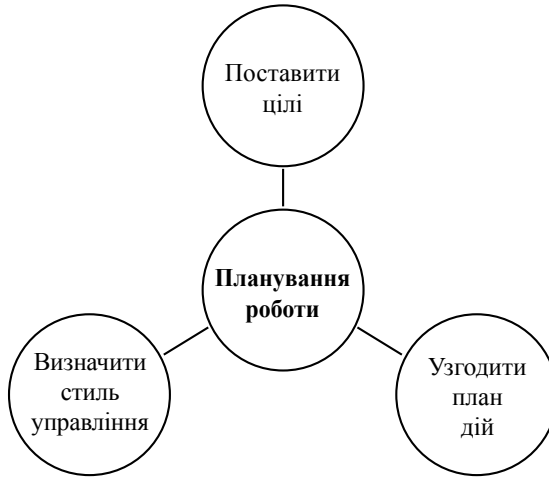 Поставити
цілі
Планування
роботи
Визначити
стиль
управління
Узгодити
план
дій